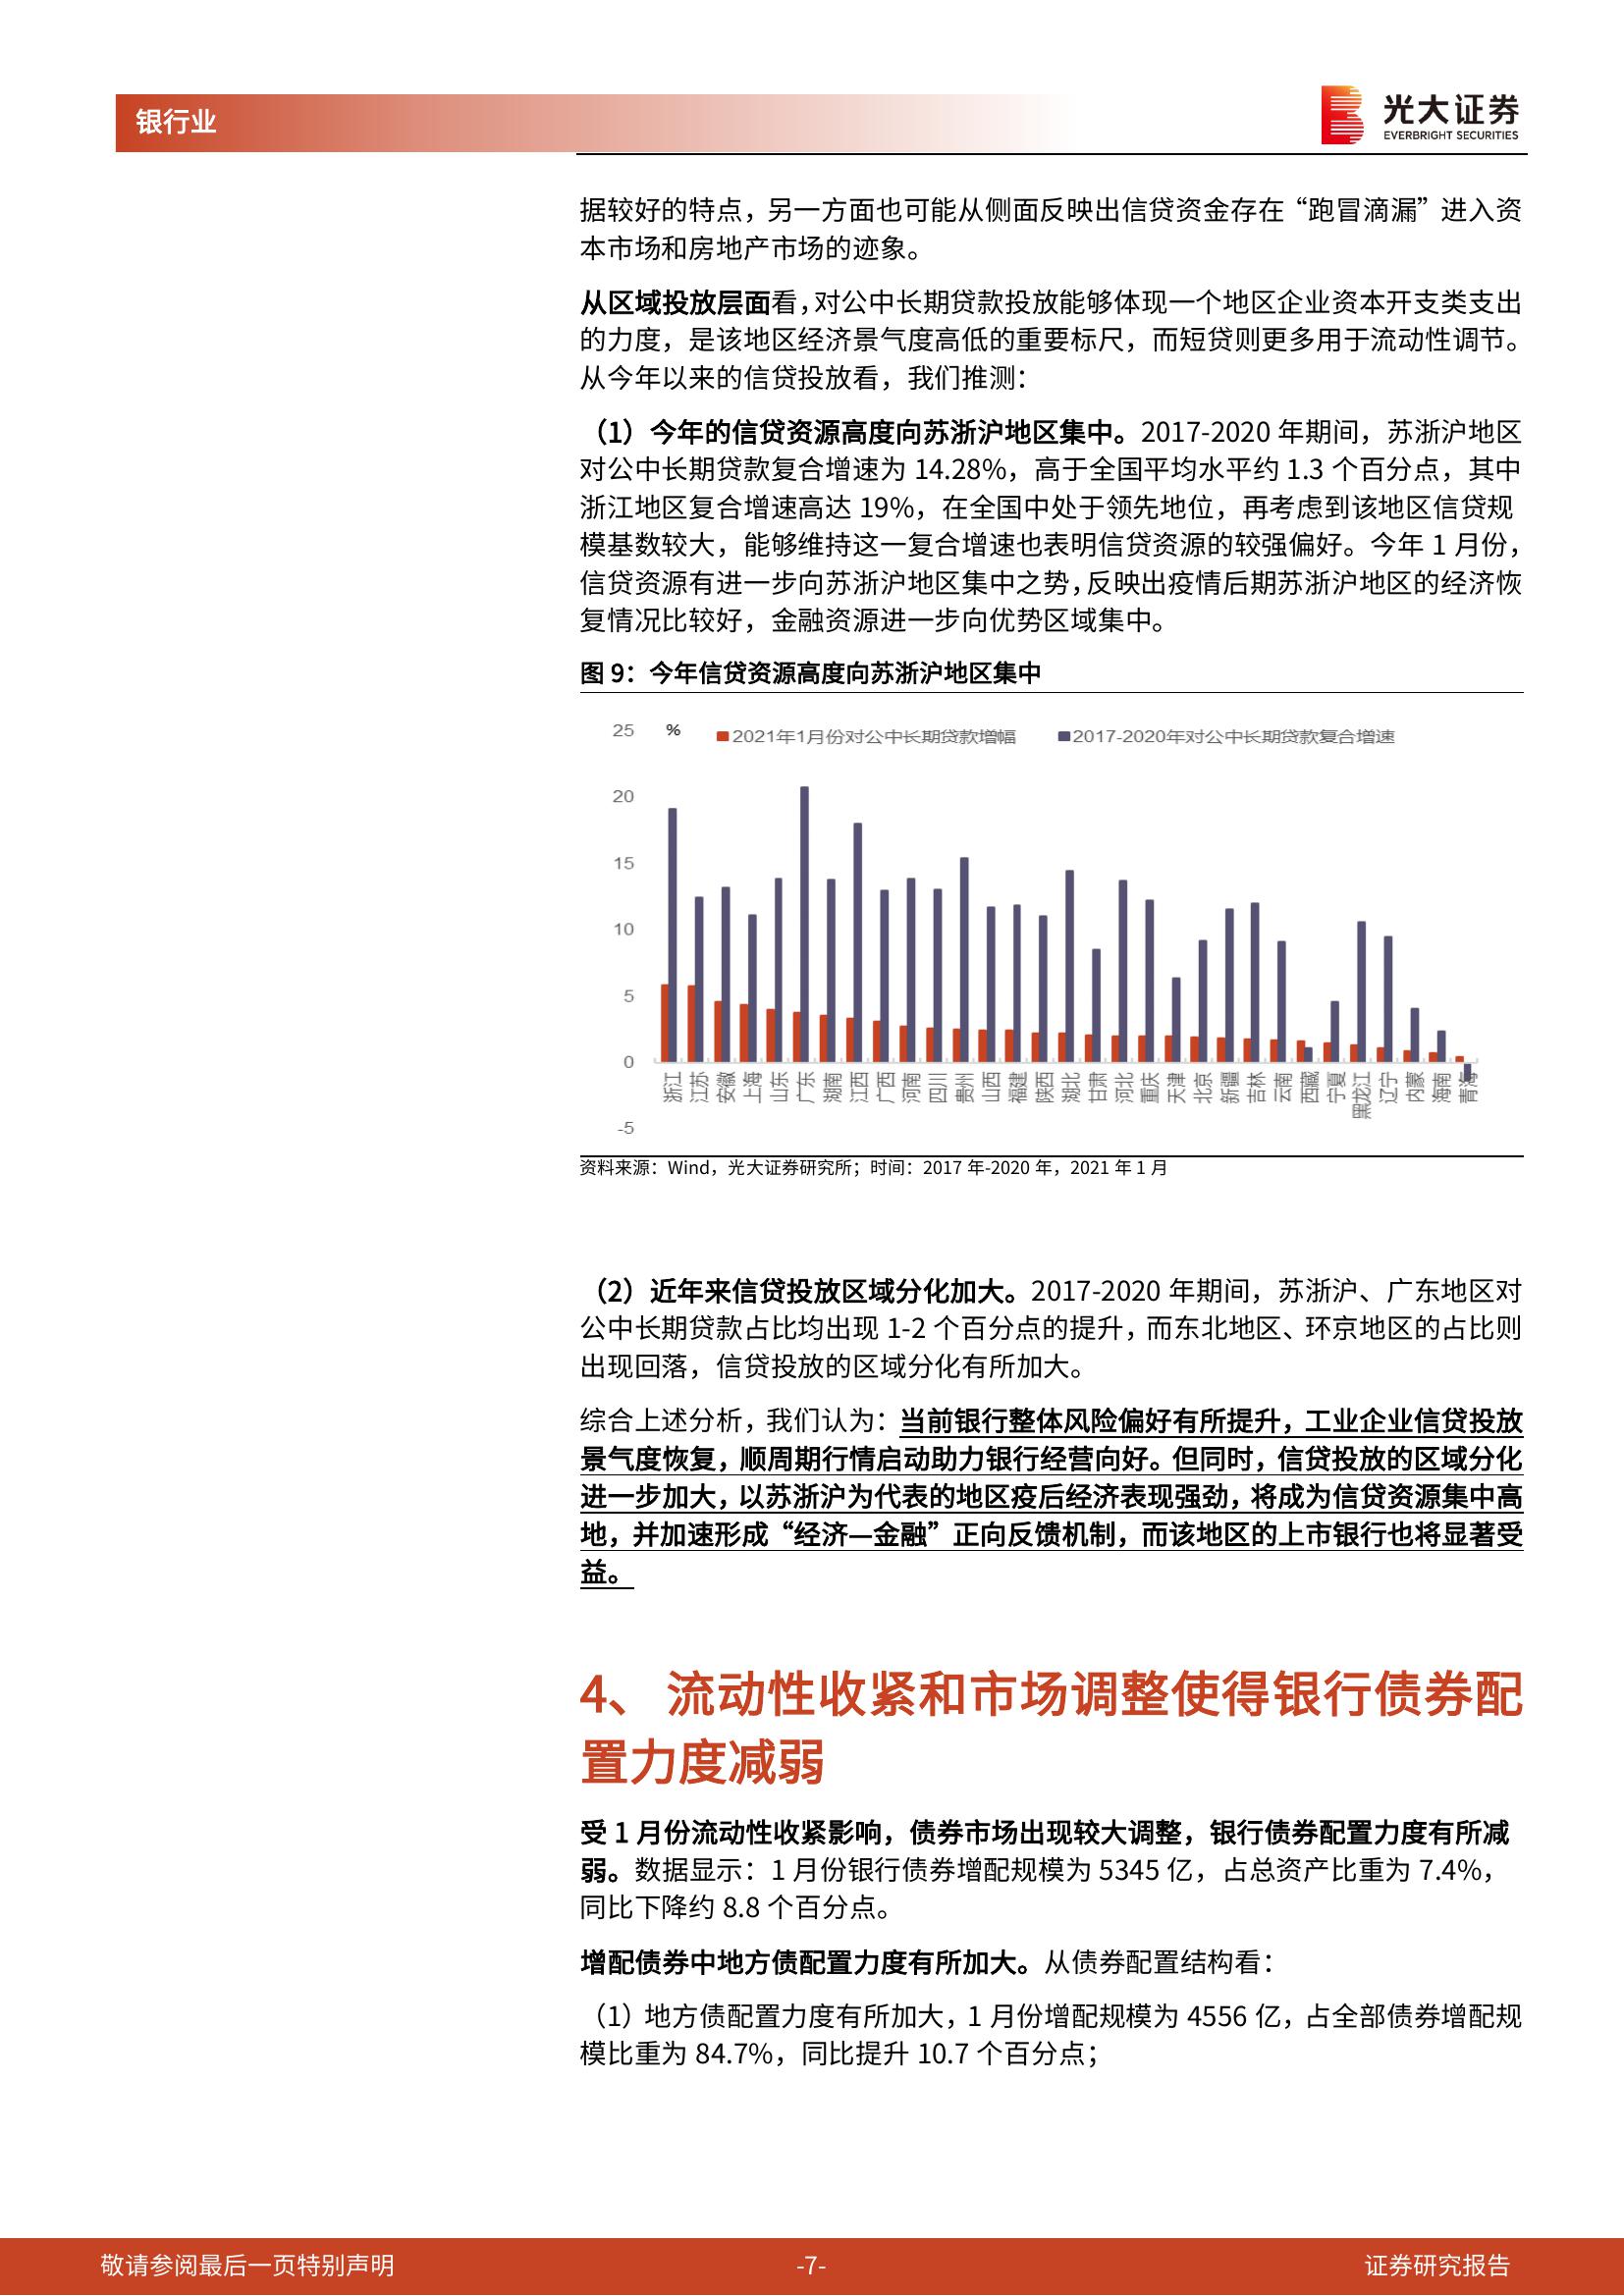 银行业
光大证券
EVERBRIGHT SECURITIES
据较好的特点，另一方面也可能从侧面反映出信贷资金存在“跑冒滴漏”进入资
本市场和房地产市场的迹象。
从区域投放层面看，对公中长期贷款投放能够体现一个地区企业资本开支类支出
的力度，是该地区经济景气度高低的重要标尺，而短贷则更多用于流动性调节。
从今年以来的信贷投放看，我们推测：
（1）今年的信贷资源高度向苏浙沪地区集中。2017-2020 年期间，苏浙沪地区
对公中长期贷款复合增速为 14.28%，高于全国平均水平约 1.3 个百分点，其中
浙江地区复合增速高达 19%，在全国中处于领先地位，再考虑到该地区信贷规
模基数较大，能够维持这一复合增速也表明信贷资源的较强偏好。今年 1 月份，
信贷资源有进一步向苏浙沪地区集中之势，反映出疫情后期苏浙沪地区的经济恢
复情况比较好，金融资源进一步向优势区域集中。
图 9：今年信贷资源高度向苏浙沪地区集中
25 % 2021年1月份对公中长期贷款增幅 2017-2020年对公中长期贷款复合增速
20
15
10
5
0
浙江 江苏 安徽 上海 山东 广东 湖南 江西 广西 河南 四川 贵州 山西 福建 陕西 湖北 甘肃 河北 重庆 天津 北京 新疆 吉林 云南 西藏 宁夏 黑龙江 辽宁 内蒙 海南 青海
-5
资料来源：Wind，光大证券研究所；时间：2017 年-2020 年，2021 年 1 月
（2）近年来信贷投放区域分化加大。2017-2020 年期间，苏浙沪、广东地区对
公中长期贷款占比均出现 1-2 个百分点的提升，而东北地区、环京地区的占比则
出现回落，信贷投放的区域分化有所加大。
综合上述分析，我们认为：当前银行整体风险偏好有所提升，工业企业信贷投放
景气度恢复，顺周期行情启动助力银行经营向好。但同时，信贷投放的区域分化
进一步加大，以苏浙沪为代表的地区疫后经济表现强劲，将成为信贷资源集中高
地，并加速形成“经济—金融”正向反馈机制，而该地区的上市银行也将显著受
益。
4、 流动性收紧和市场调整使得银行债券配
置力度减弱
受 1 月份流动性收紧影响，债券市场出现较大调整，银行债券配置力度有所减
弱。数据显示：1 月份银行债券增配规模为 5345 亿，占总资产比重为 7.4%，
同比下降约 8.8 个百分点。
增配债券中地方债配置力度有所加大。从债券配置结构看：
（1）地方债配置力度有所加大，1 月份增配规模为 4556 亿，占全部债券增配规
模比重为 84.7%，同比提升 10.7 个百分点；
敬请参阅最后一页特别声明 -7- 证券研究报告